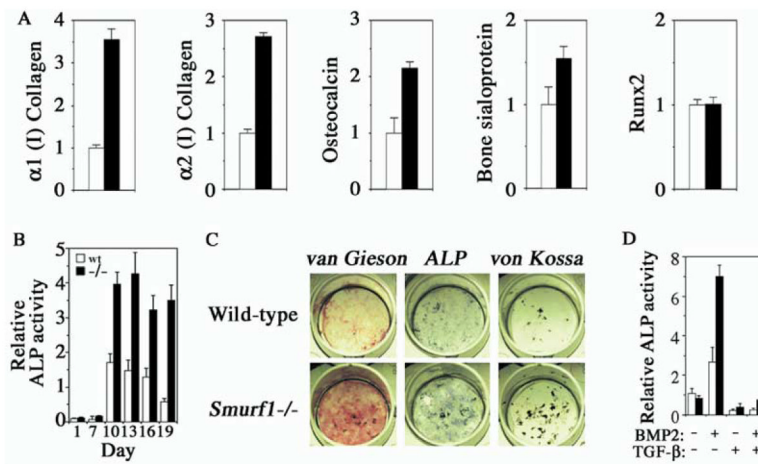 A
α1 (I) Collagen
4
3
2
1
0
α2 (I) Collagen
3
2
1
0
Osteocalcin
3
2
1
0
Bone sialoprotein
2
1
0
Runx2
2
1
0
B
Relative
ALP activity
5
4
3
2
1
0
wt
-/-
1 7 10 13 16 19
Day
C
van Gieson ALP von Kossa
Wild-type
Smurf1-/-
D
Relative ALP activity
8
6
4
2
0
BMP2: - + - +
TGF-β: - - + +